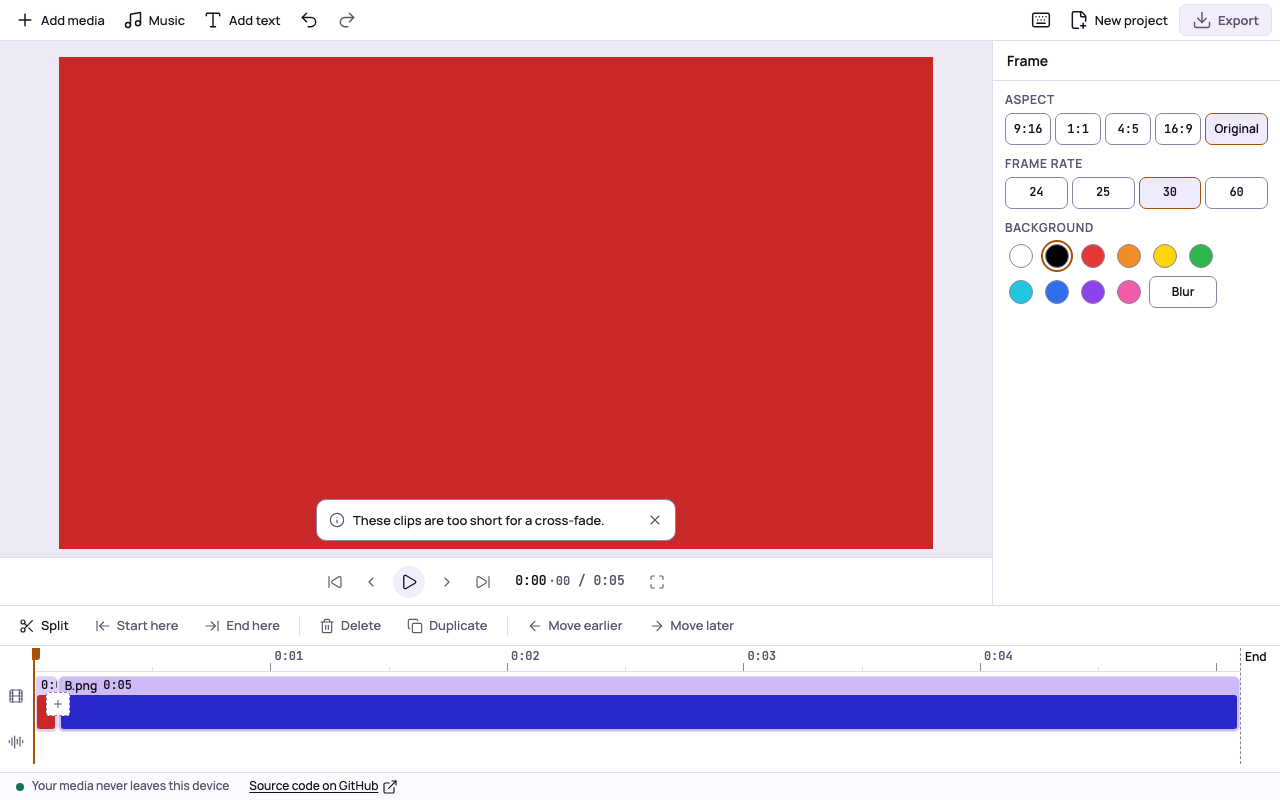 Add media
Music
Add text
New project
Export
Frame
ASPECT
9:16
1:1
4:5
16:9
Original
FRAME RATE
24
25
30
60
BACKGROUND
Blur
These clips are too short for a cross-fade.
0:00·00 / 0:05
Split
Start here
End here
Delete
Duplicate
Move earlier
Move later
0:01
0:02
0:03
0:04
End
B.png 0:05
Your media never leaves this device
Source code on GitHub